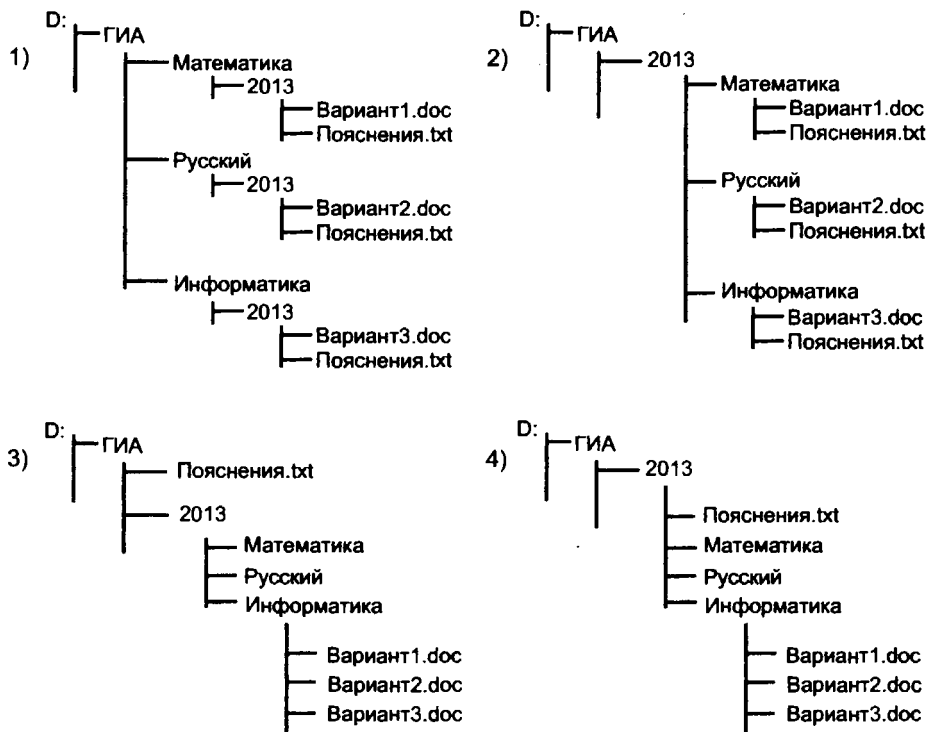 1)
D:
ГИА
Математика
2013
Вариант1.doc
Пояснения.txt
Русский
2013
Вариант2.doc
Пояснения.txt
Информатика
2013
Вариант3.doc
Пояснения.txt
2)
D:
ГИА
2013
Математика
Вариант1.doc
Пояснения.txt
Русский
Вариант2.doc
Пояснения.txt
Информатика
Вариант3.doc
Пояснения.txt
3)
D:
ГИА
Пояснения.txt
2013
Математика
Русский
Информатика
Вариант1.doc
Вариант2.doc
Вариант3.doc
4)
D:
ГИА
2013
Пояснения.txt
Математика
Русский
Информатика
Вариант1.doc
Вариант2.doc
Вариант3.doc